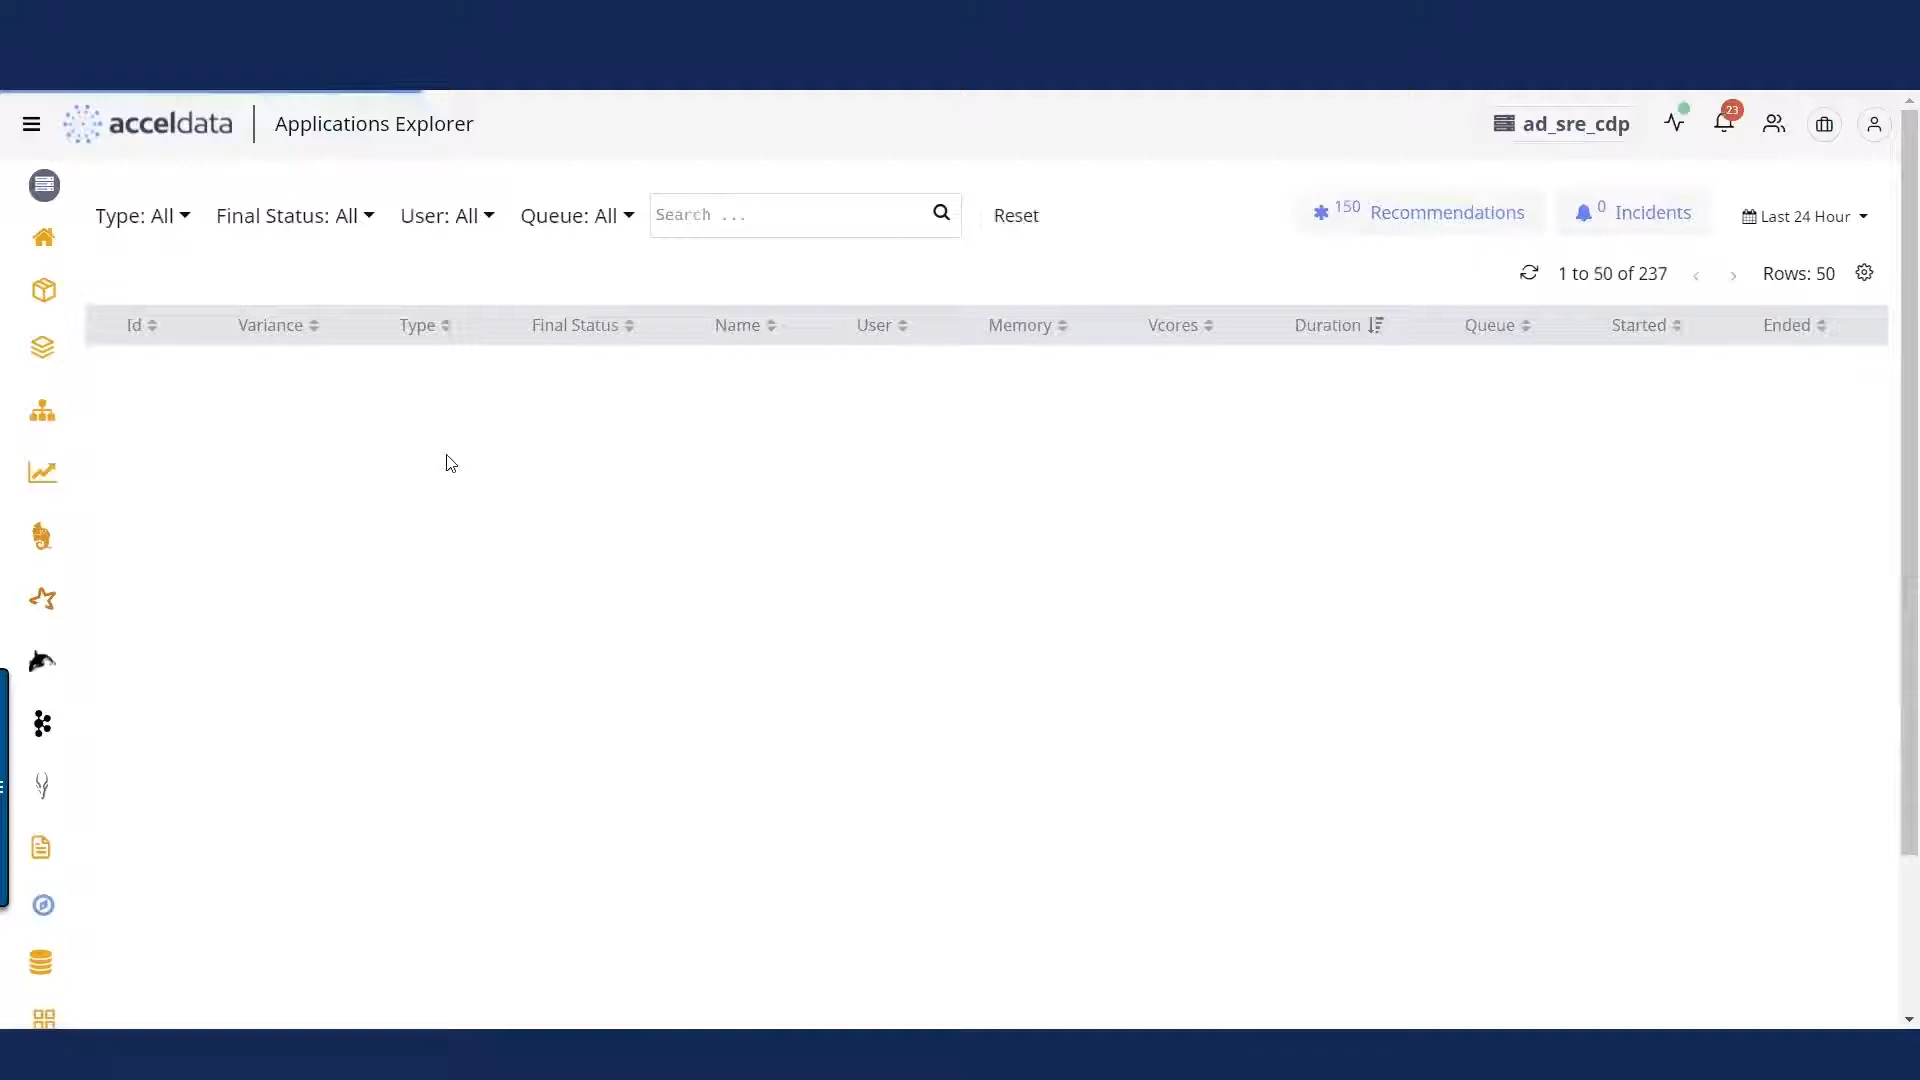 acceldata Applications Explorer ad_sre_cdp 23
Type: All Final Status: All User: All Queue: All Search ... Reset 150 Recommendations 0 Incidents Last 24 Hour
1 to 50 of 237 Rows: 50
Id Variance Type Final Status Name User Memory Vcores Duration Queue Started Ended